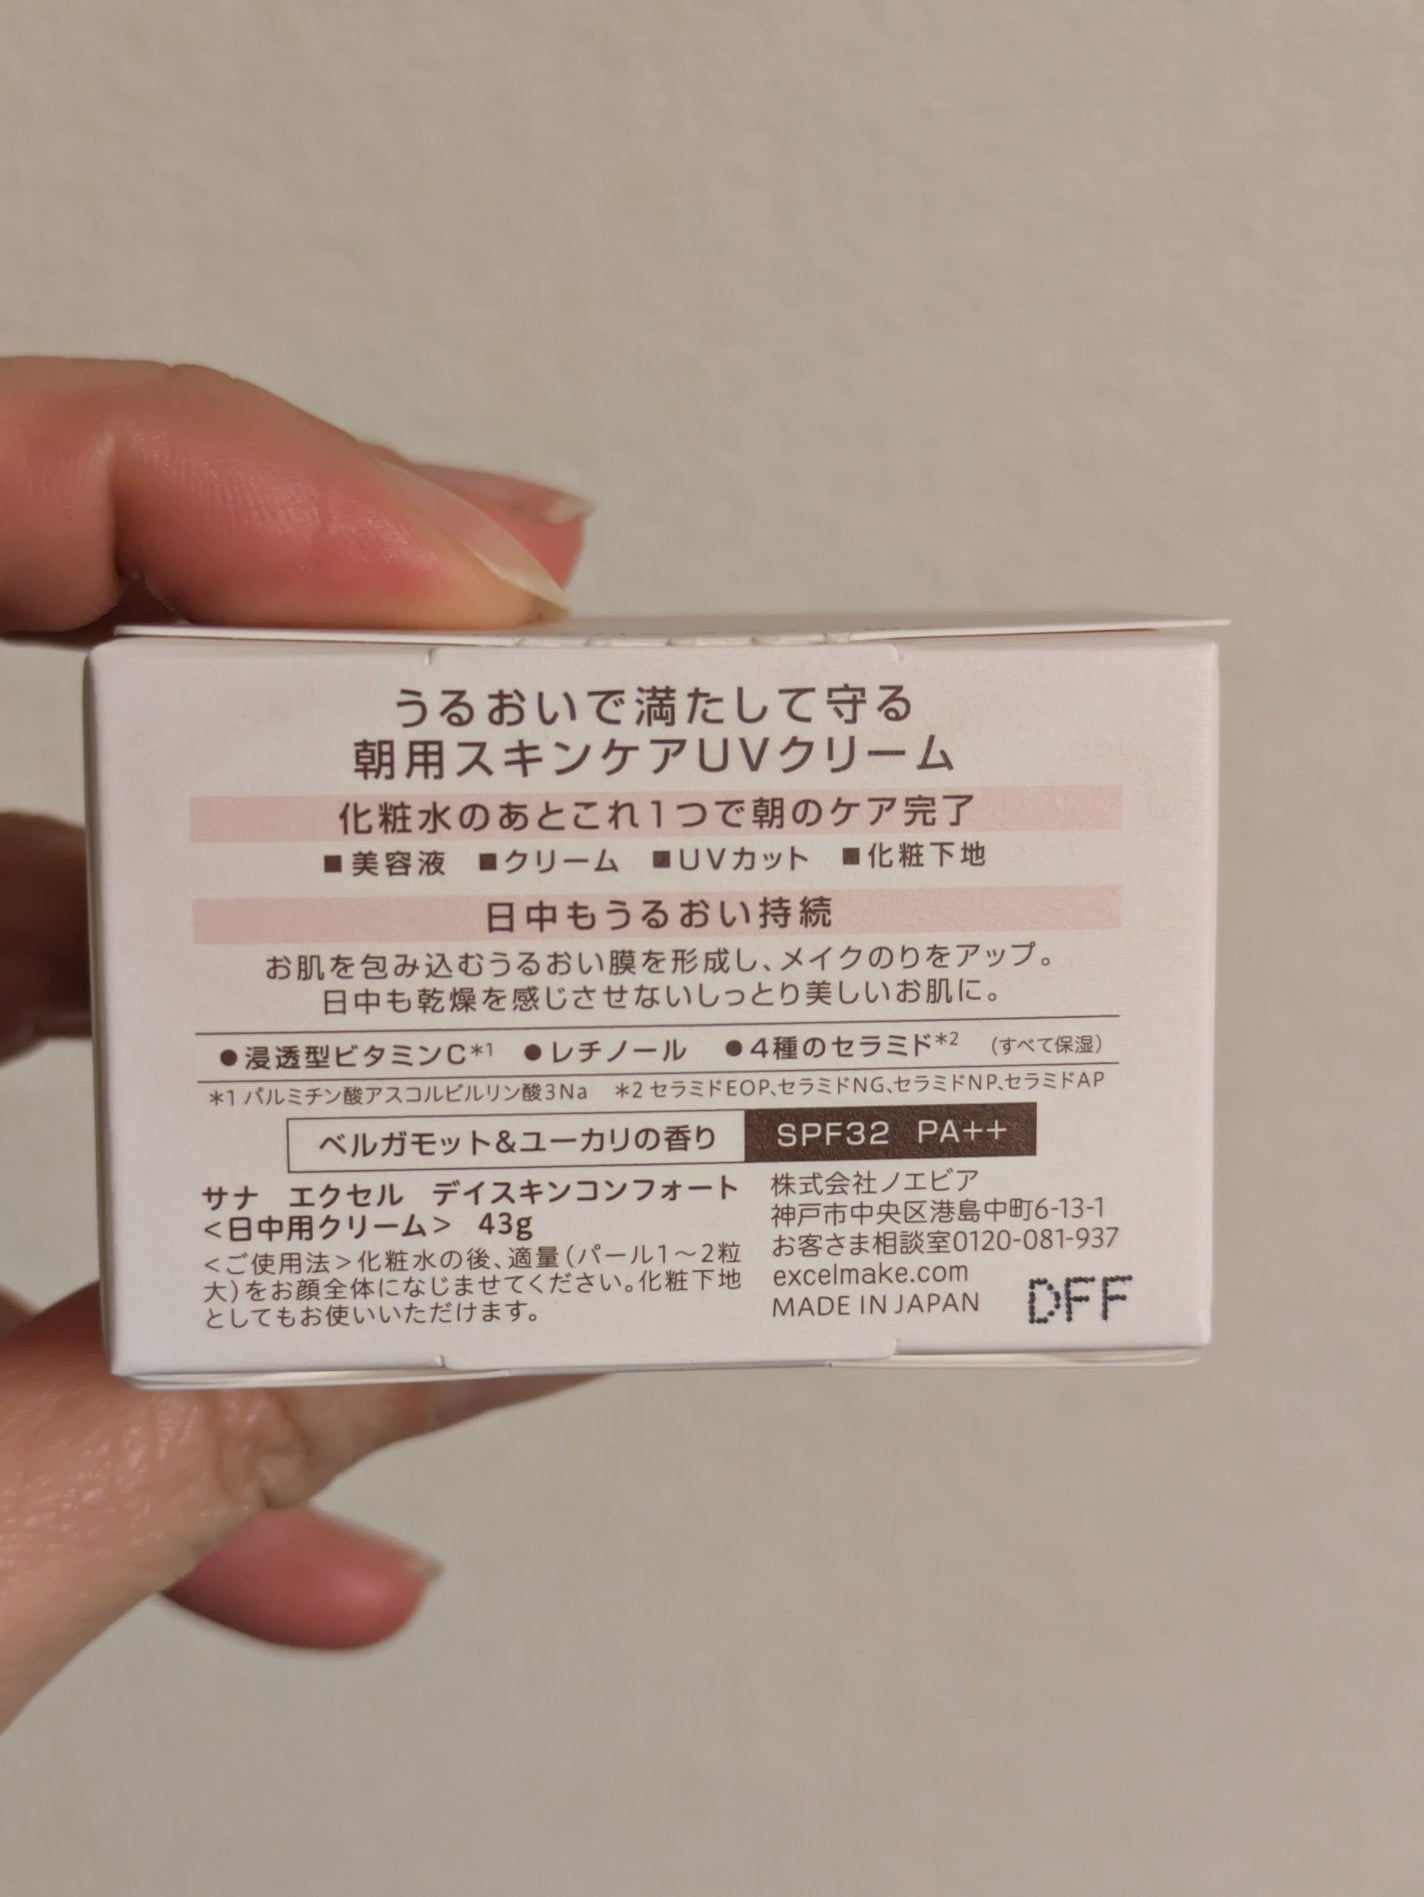 うるおいで満たして守る
朝用スキンケアUVクリーム
化粧水のあとこれ1つで朝のケア完了
■美容液 ■クリーム ■UVカット ■化粧下地
日中もうるおい持続
お肌を包み込むうるおい膜を形成し、メイクのりをアップ。
日中も乾燥を感じさせないしっとり美しいお肌に。
●浸透型ビタミンC*1 ●レチノール ●4種のセラミド*2 (すべて保湿)
*1 パルミチン酸アスコルビルリン酸3Na *2 セラミドEOP、セラミドNG、セラミドNP、セラミドAP
ベルガモット&ユーカリの香り SPF32 PA++
サナ エクセル デイスキンコンフォート
<日中用クリーム> 43g
<ご使用法>化粧水の後、適量(パール1〜2粒
大)をお顔全体になじませてください。化粧下地
としてもお使いいただけます。
株式会社ノエビア
神戸市中央区港島中町6-13-1
お客さま相談室0120-081-937
excelmake.com
MADE IN JAPAN
DFF